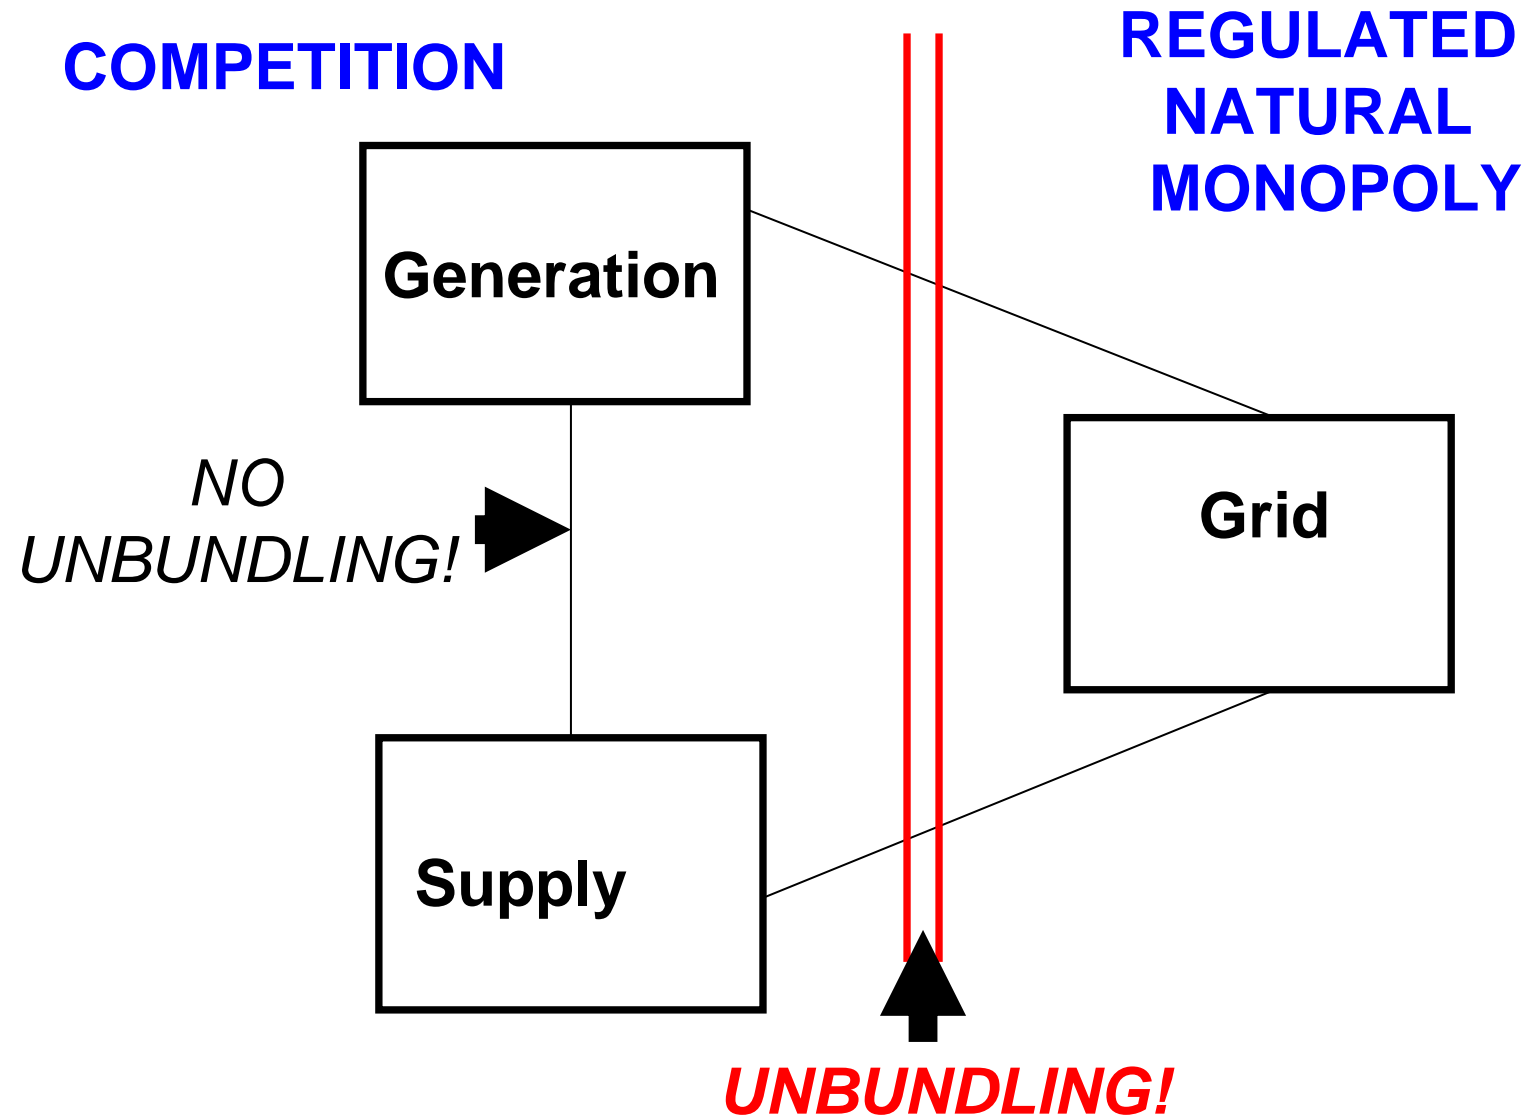 COMPETITION
REGULATED
NATURAL
MONOPOLY
Generation
NO
UNBUNDLING!
Grid
Supply
UNBUNDLING!